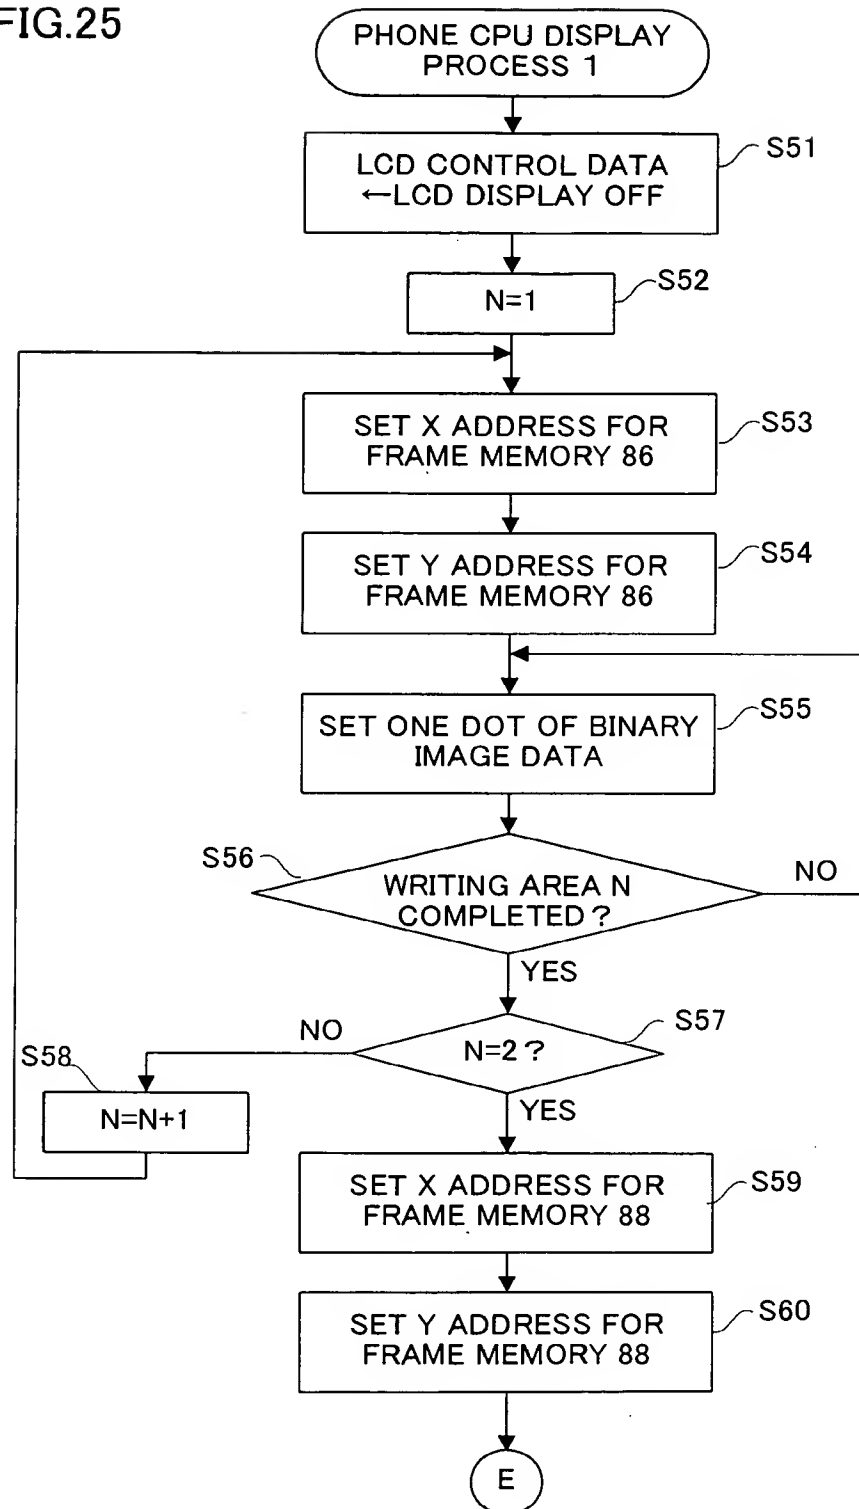 FIG.25
PHONE CPU DISPLAY
PROCESS 1
S51
LCD CONTROL DATA
←LCD DISPLAY OFF
S52
N=1
S53
SET X ADDRESS FOR
FRAME MEMORY 86
S54
SET Y ADDRESS FOR
FRAME MEMORY 86
S55
SET ONE DOT OF BINARY
IMAGE DATA
S56
WRITING AREA N
COMPLETED?
NO
YES
S57
N=2?
NO
S58
N=N+1
YES
S59
SET X ADDRESS FOR
FRAME MEMORY 88
S60
SET Y ADDRESS FOR
FRAME MEMORY 88
E